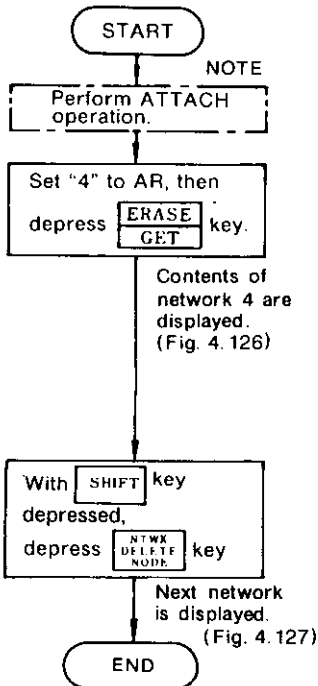 START
NOTE
Perform ATTACH
operation.
Set "4" to AR, then
depress ERASE key.
GET
Contents of
network 4 are
displayed.
(Fig. 4.126)
With SHIFT key
depressed,
depress NTWK DELETE NODE key
Next network
is displayed.
(Fig. 4.127)
END